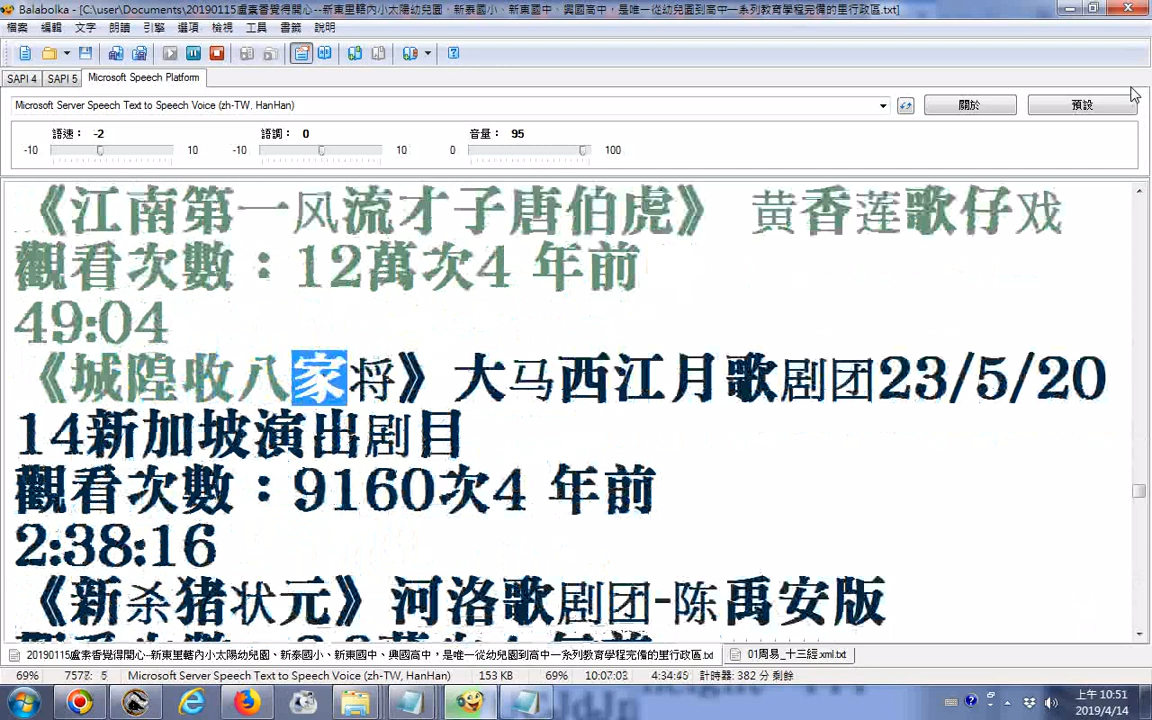 Balabolka - [C:\user\Documents\20190115盧素香覺得開心--新東里轄內小太陽幼兒園、新泰國小、新東國中、興國高中，是唯一從幼兒園到高中一系列教育學程完備的里行政區.txt]
檔案 編輯 文字 朗讀 引擎 選項 檢視 工具 書籤 說明
SAPI 4 SAPI 5 Microsoft Speech Platform
Microsoft Server Speech Text to Speech Voice (zh-TW, HanHan) 關於 預設
語速： -2 語調： 0 音量： 95
-10 10 -10 10 0 100
《江南第一风流才子唐伯虎》 黄香莲歌仔戏
觀看次數：12萬次4 年前
49:04
《城隍收八家将》大马西江月歌剧团23/5/20
14新加坡演出剧目
觀看次數：9160次4 年前
2:38:16
《新杀猪状元》河洛歌剧团-陈禹安版
20190115盧素香覺得開心--新東里轄內小太陽幼兒園、新泰國小、新東國中、興國高中，是唯一從幼兒園到高中一系列教育學程完備的里行政區.txt 01周易_十三經.xml.txt
69% 7572: 5 Microsoft Server Speech Text to Speech Voice (zh-TW, HanHan) 153 KB 69% 10:07:03 4:34:45 計時器: 382 分 剩餘
上午 10:51
2019/4/14